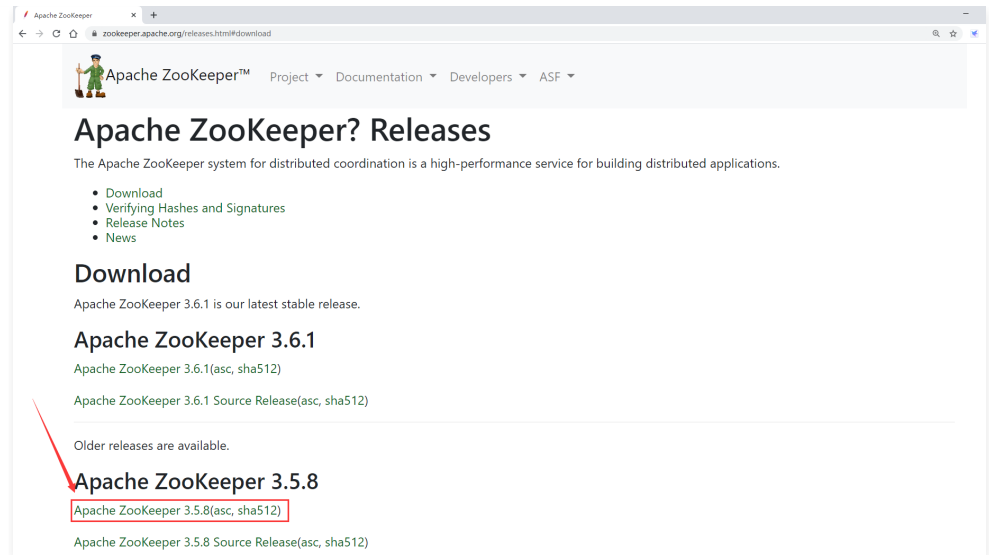 Apache ZooKeeper
zookeeper.apache.org/releases.html#download
Apache ZooKeeper™ Project Documentation Developers ASF
Apache ZooKeeper? Releases
The Apache ZooKeeper system for distributed coordination is a high-performance service for building distributed applications.
Download
Verifying Hashes and Signatures
Release Notes
News
Download
Apache ZooKeeper 3.6.1 is our latest stable release.
Apache ZooKeeper 3.6.1
Apache ZooKeeper 3.6.1(asc, sha512)
Apache ZooKeeper 3.6.1 Source Release(asc, sha512)
Older releases are available.
Apache ZooKeeper 3.5.8
Apache ZooKeeper 3.5.8(asc, sha512)
Apache ZooKeeper 3.5.8 Source Release(asc, sha512)